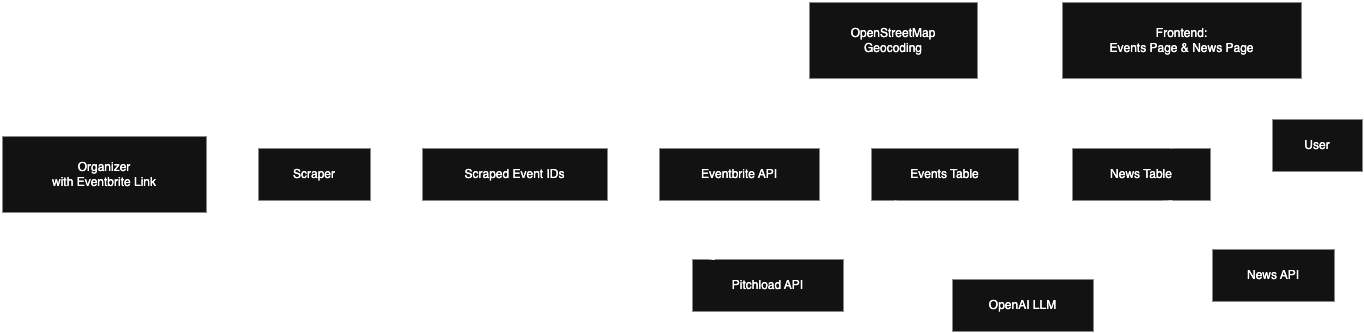 OpenStreetMap
Geocoding
Frontend:
Events Page & News Page
Organizer
with Eventbrite Link
Scraper
Scraped Event IDs
Eventbrite API
Events Table
News Table
User
Pitchload API
OpenAI LLM
News API